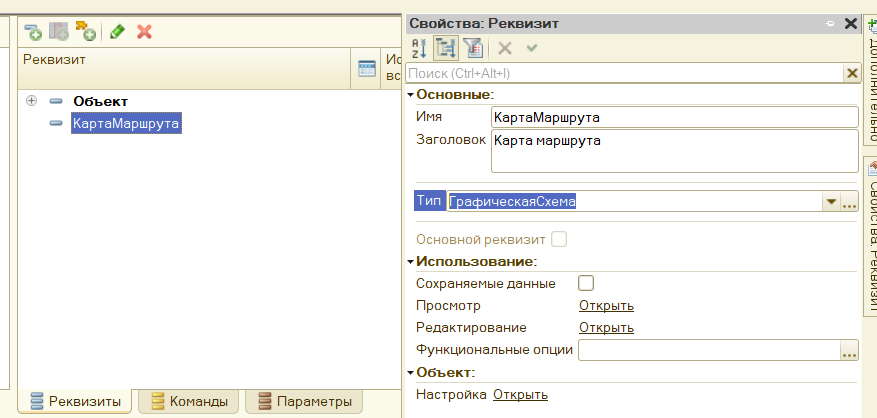 Свойства: Реквизит
Реквизит
Ис
вс
Поиск (Ctrl+Alt+I)
Объект
КартаМаршрута
Основные:
Имя КартаМаршрута
Заголовок Карта маршрута
Тип ГрафическаяСхема
Основной реквизит
Использование:
Сохраняемые данные
Просмотр Открыть
Редактирование Открыть
Функциональные опции
Объект:
Настройка Открыть
Реквизиты Команды Параметры
Дополнительно
Свойства: Реквизит